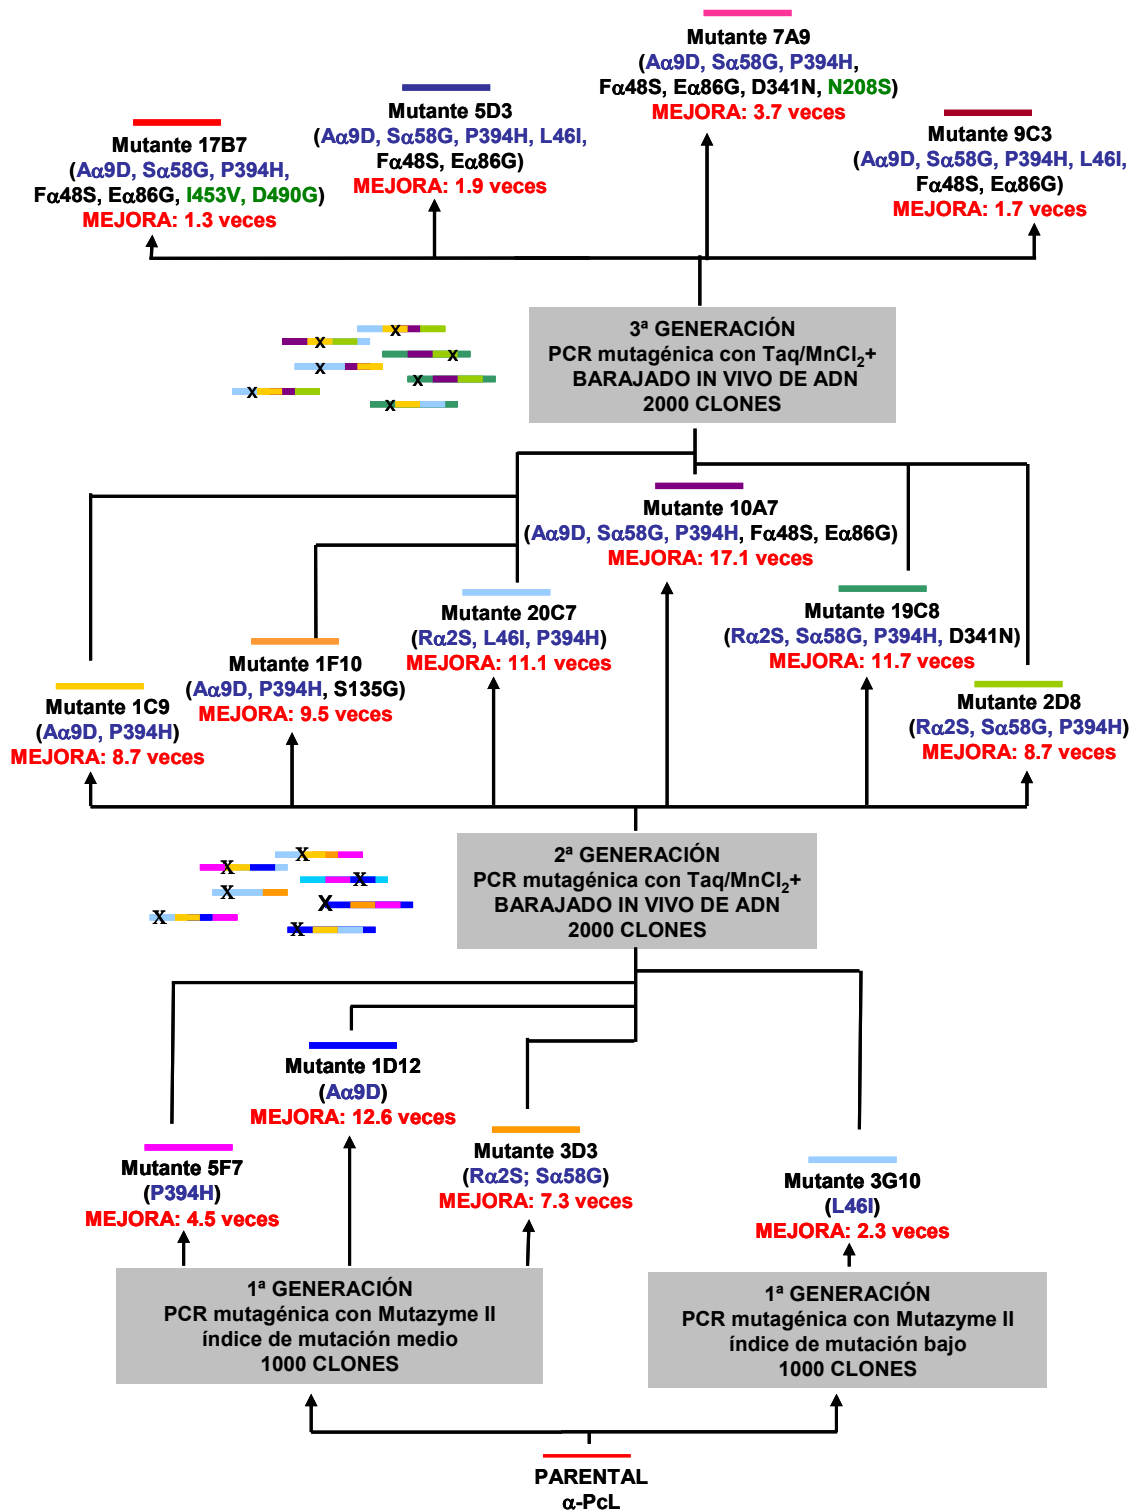 Mutante 7A9
(Aα9D, Sα58G, P394H,
Fα48S, Eα86G, D341N, N208S)
MEJORA: 3.7 veces
Mutante 5D3
(Aα9D, Sα58G, P394H, L46I,
Fα48S, Eα86G)
MEJORA: 1.9 veces
Mutante 17B7
(Aα9D, Sα58G, P394H,
Fα48S, Eα86G, I453V, D490G)
MEJORA: 1.3 veces
Mutante 9C3
(Aα9D, Sα58G, P394H, L46I,
Fα48S, Eα86G)
MEJORA: 1.7 veces
3ª GENERACIÓN
PCR mutagénica con Taq/MnCl₂+
BARAJADO IN VIVO DE ADN
2000 CLONES
X
X
X
X
X
X
X
Mutante 10A7
(Aα9D, Sα58G, P394H, Fα48S, Eα86G)
MEJORA: 17.1 veces
Mutante 20C7
(Rα2S, L46I, P394H)
MEJORA: 11.1 veces
Mutante 19C8
(Rα2S, Sα58G, P394H, D341N)
MEJORA: 11.7 veces
Mutante 1F10
(Aα9D, P394H, S135G)
MEJORA: 9.5 veces
Mutante 1C9
(Aα9D, P394H)
MEJORA: 8.7 veces
Mutante 2D8
(Rα2S, Sα58G, P394H)
MEJORA: 8.7 veces
2ª GENERACIÓN
PCR mutagénica con Taq/MnCl₂+
BARAJADO IN VIVO DE ADN
2000 CLONES
X
X
X
X
X
X
X
Mutante 1D12
(Aα9D)
MEJORA: 12.6 veces
Mutante 5F7
(P394H)
MEJORA: 4.5 veces
Mutante 3D3
(Rα2S; Sα58G)
MEJORA: 7.3 veces
Mutante 3G10
(L46I)
MEJORA: 2.3 veces
1ª GENERACIÓN
PCR mutagénica con Mutazyme II
índice de mutación medio
1000 CLONES
1ª GENERACIÓN
PCR mutagénica con Mutazyme II
índice de mutación bajo
1000 CLONES
PARENTAL
α-PcL